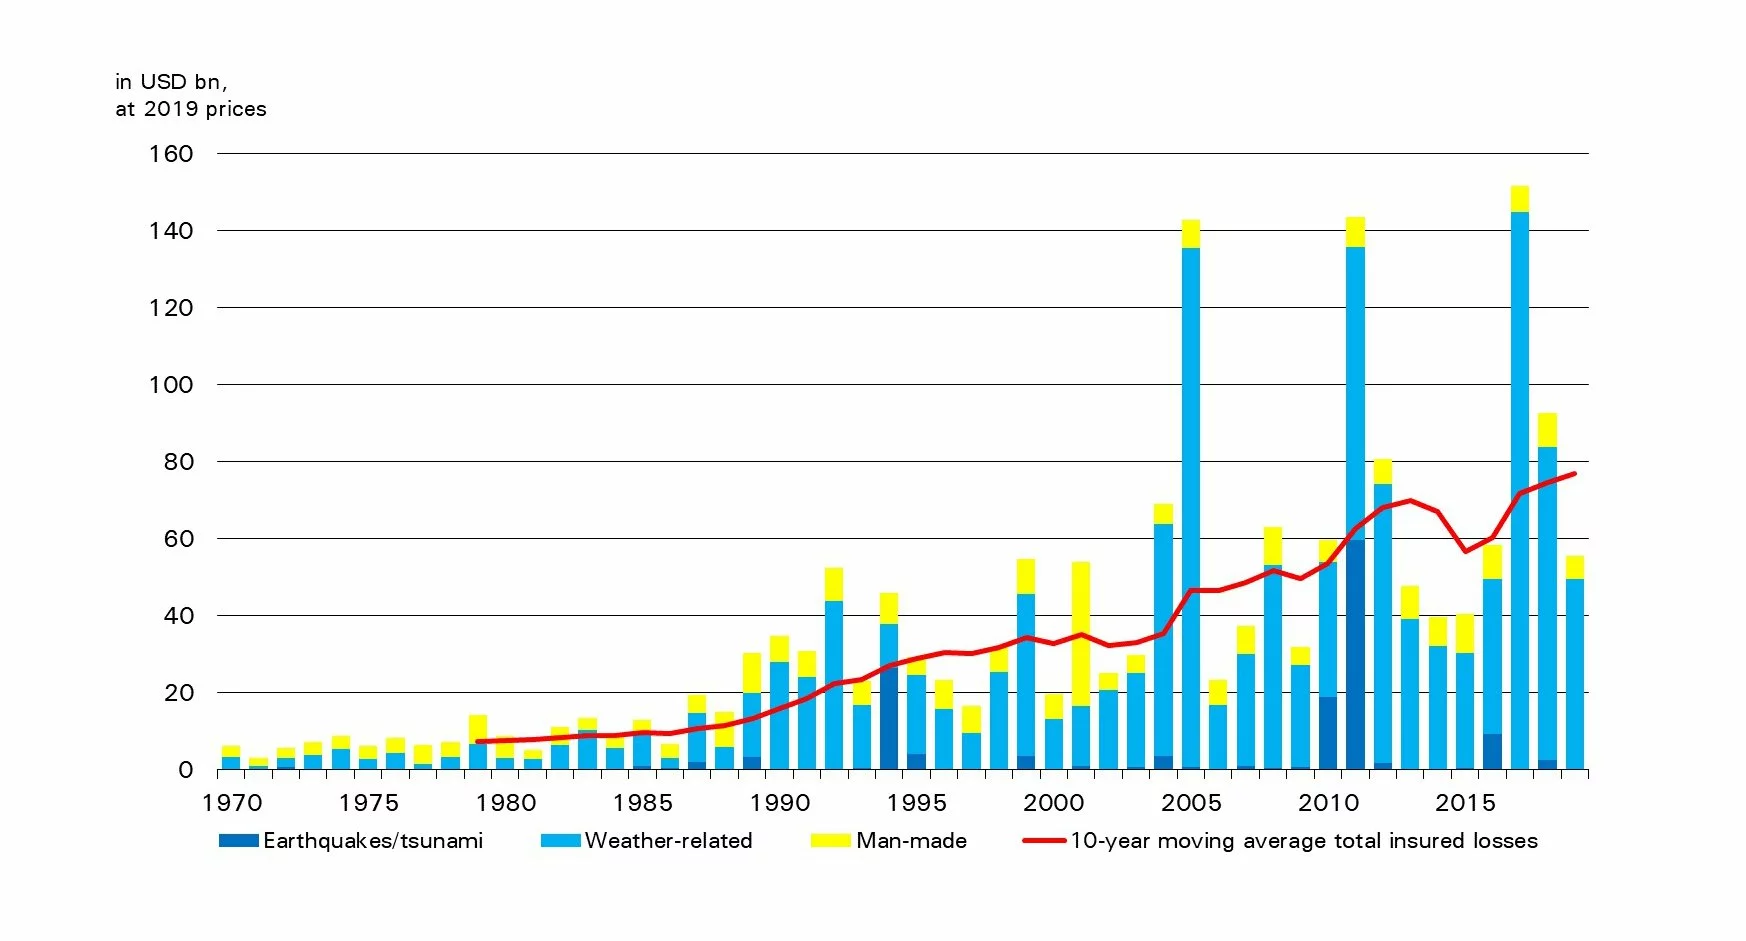 in USD bn,
at 2019 prices
160
140
120
100
80
60
40
20
0
1970 1975 1980 1985 1990 1995 2000 2005 2010 2015
Earthquakes/tsunami Weather-related Man-made 10-year moving average total insured losses